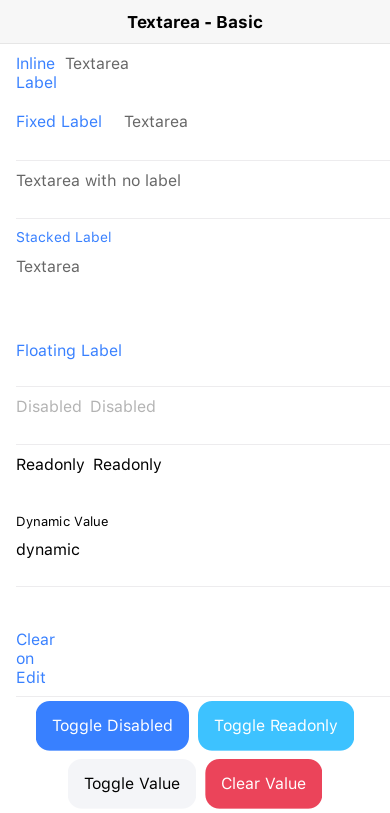 Textarea - Basic
Inline Textarea
Label
Fixed Label Textarea
Textarea with no label
Stacked Label
Textarea
Floating Label
Disabled Disabled
Readonly Readonly
Dynamic Value
dynamic
Clear
on
Edit
Toggle Disabled Toggle Readonly
Toggle Value Clear Value